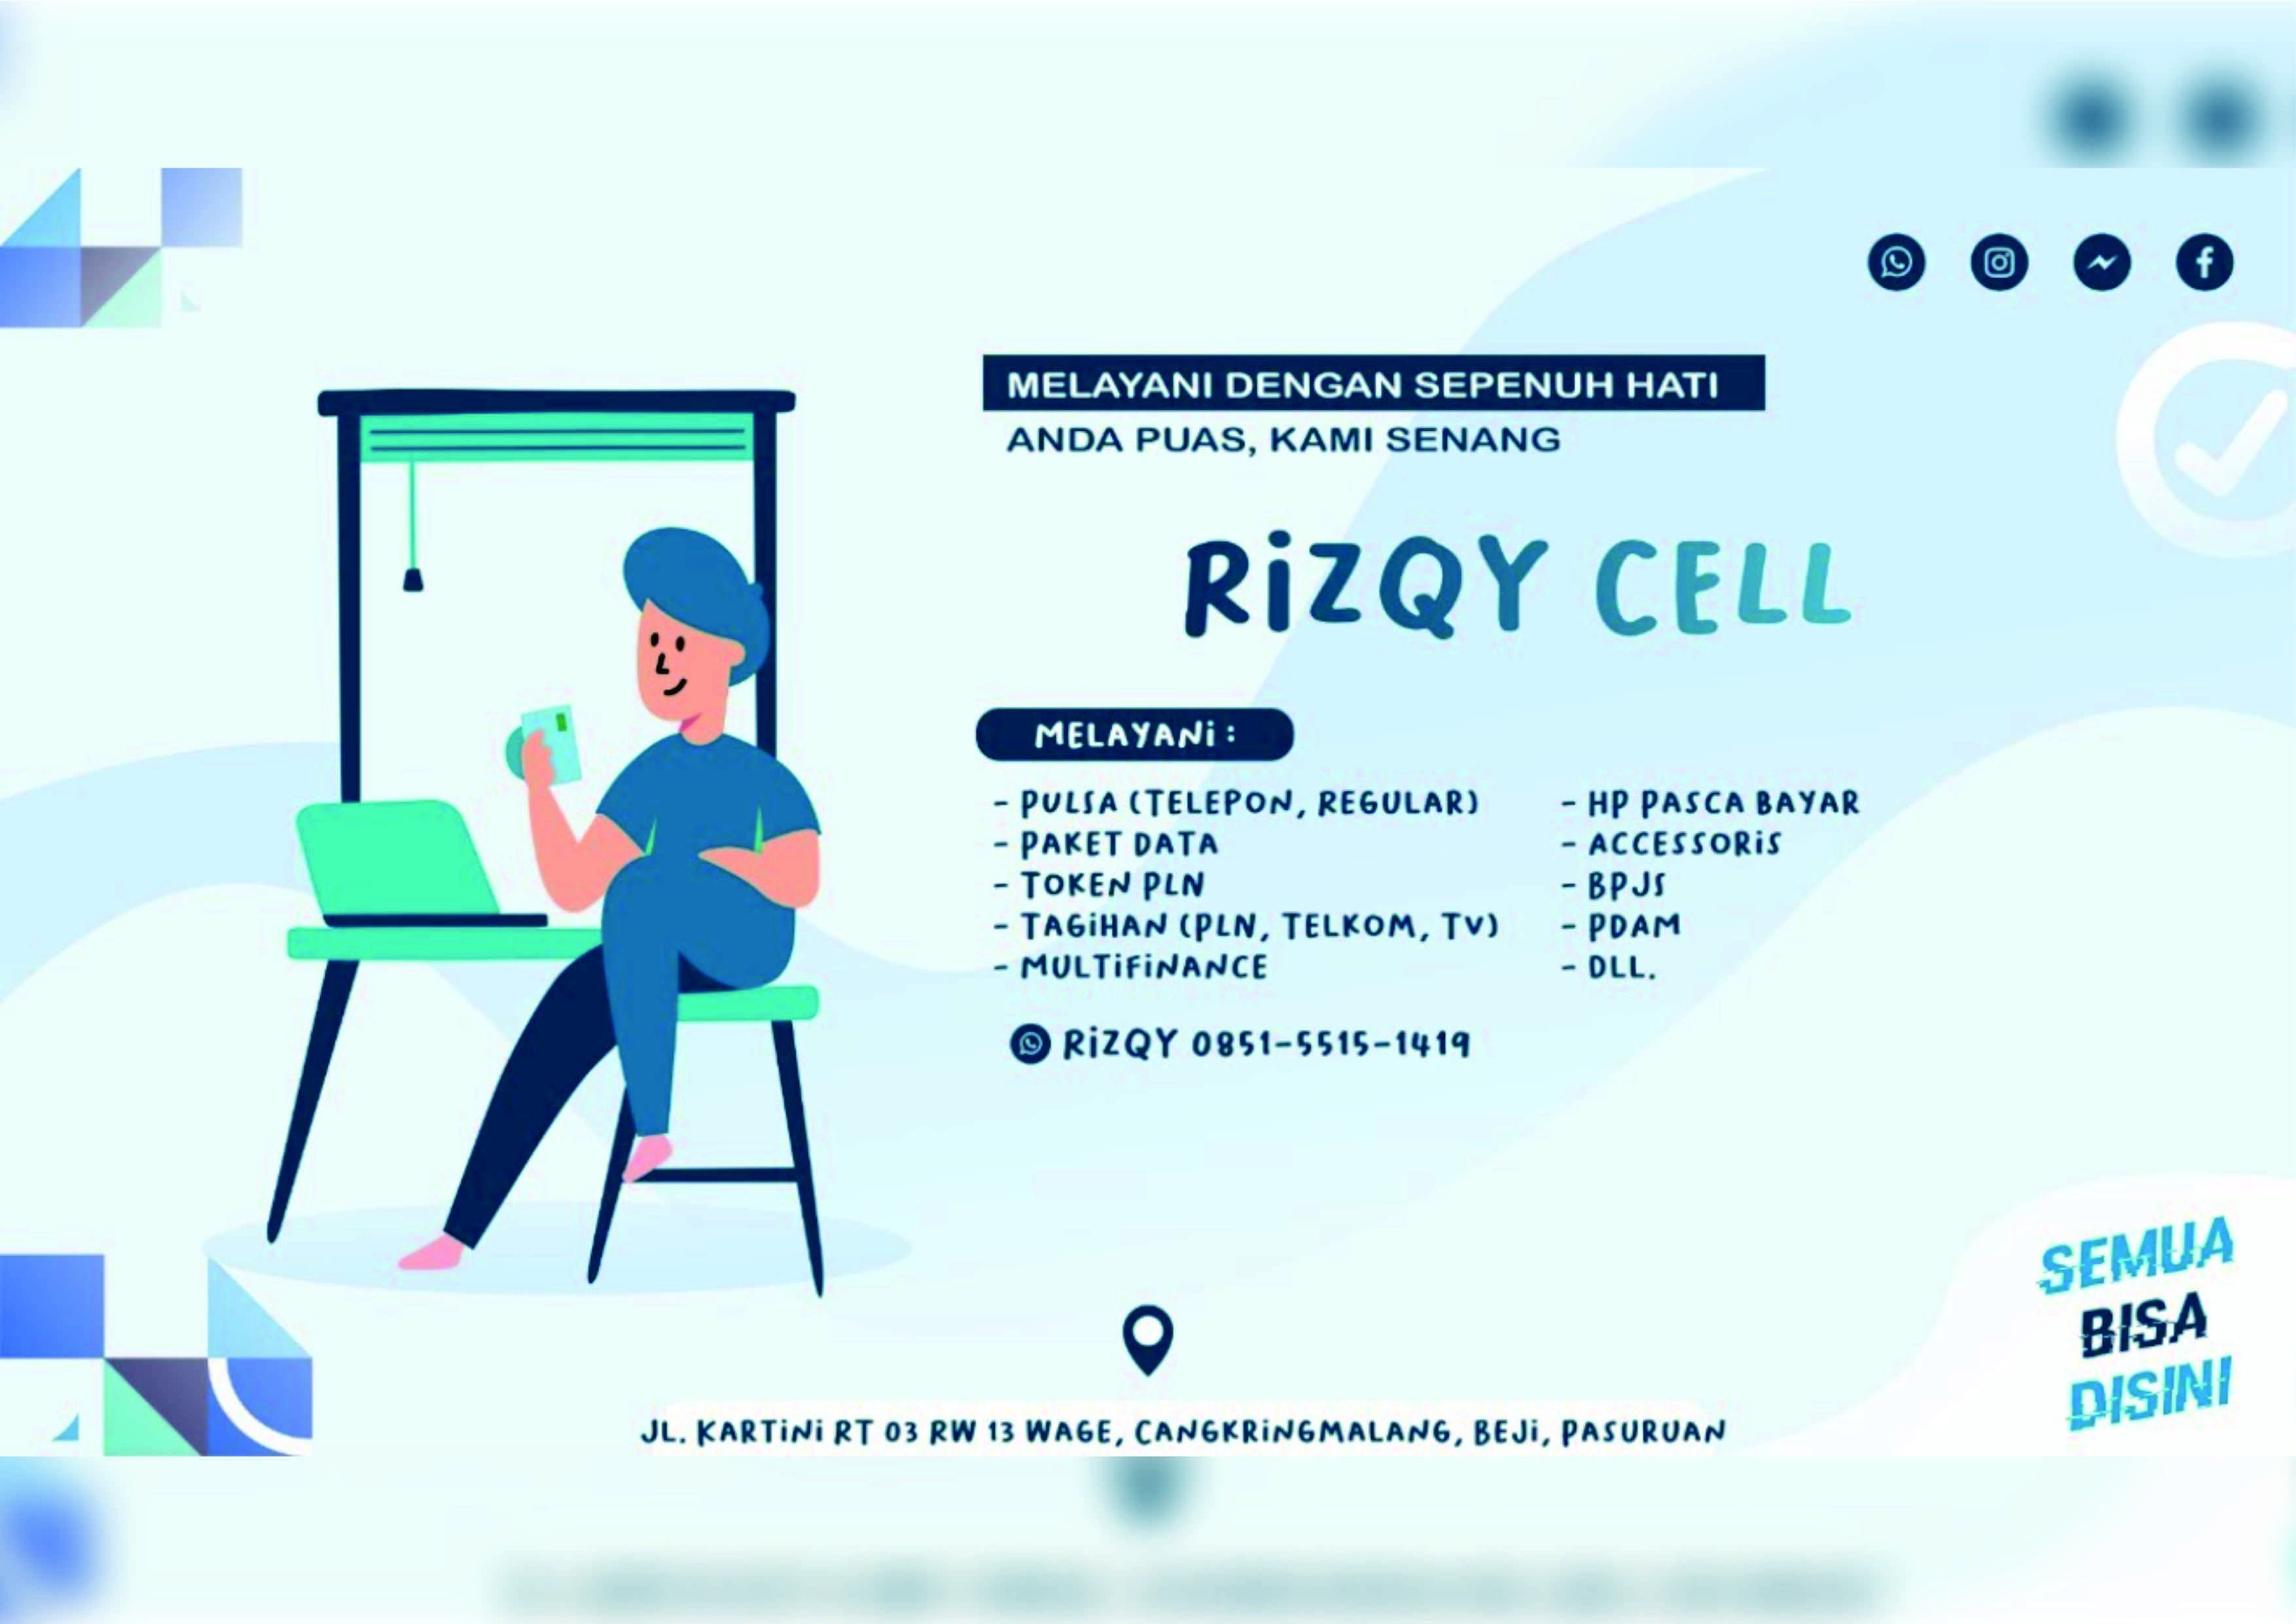 MELAYANI DENGAN SEPENUH HATI
ANDA PUAS, KAMI SENANG
RiZQY CELL
MELAYANi :
- PULSA (TELEPON, REGULAR)
- PAKET DATA
- TOKEN PLN
- TAGiHAN (PLN, TELKOM, TV)
- MULTiFiNANCE
- HP PASCA BAYAR
- ACCESSORiS
- BPJS
- PDAM
- DLL.
RiZQY 0851-5515-1419
JL. KARTiNi RT 03 RW 13 WAGE, CANGKRiNGMALANG, BEJi, PASURUAN
SEMUA
BISA
DISINI